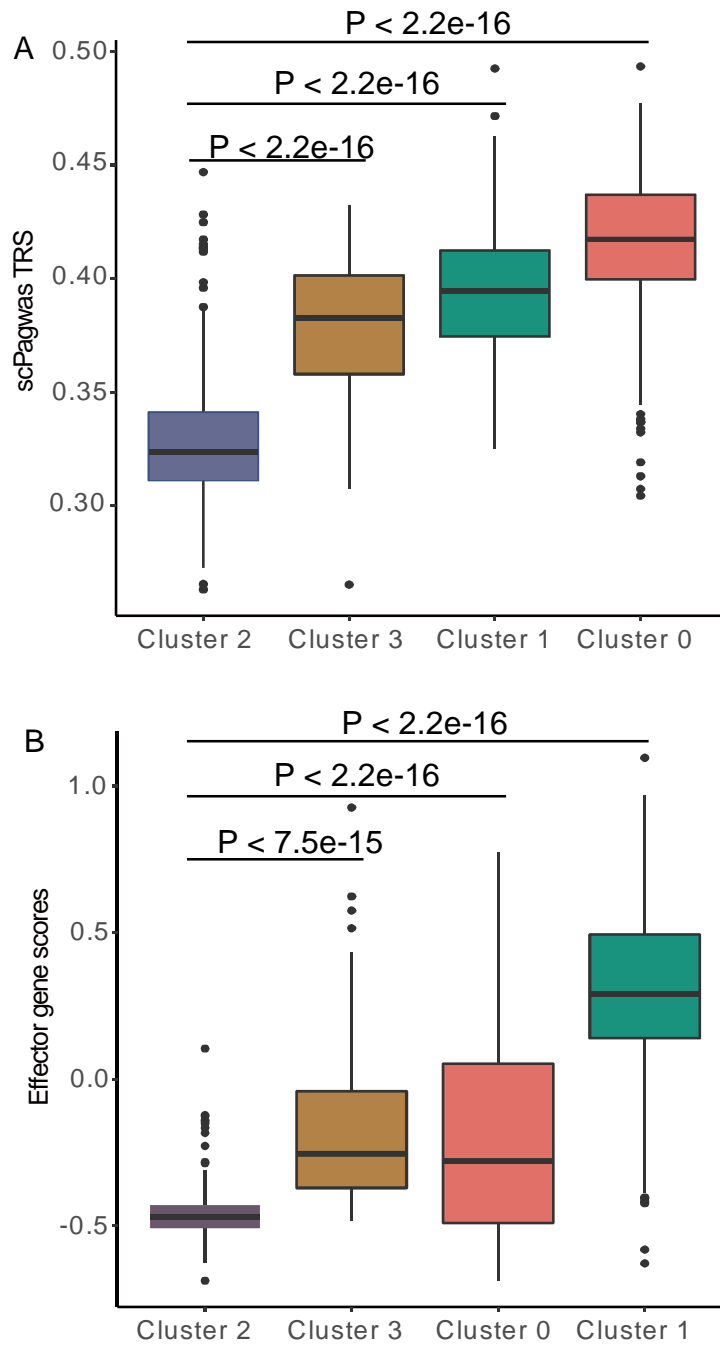 A
P < 2.2e-16
P < 2.2e-16
P < 2.2e-16
scPagwas TRS
0.50
0.45
0.40
0.35
0.30
Cluster 2 Cluster 3 Cluster 1 Cluster 0
B
P < 2.2e-16
P < 2.2e-16
P < 7.5e-15
Effector gene scores
1.0
0.5
0.0
-0.5
Cluster 2 Cluster 3 Cluster 0 Cluster 1